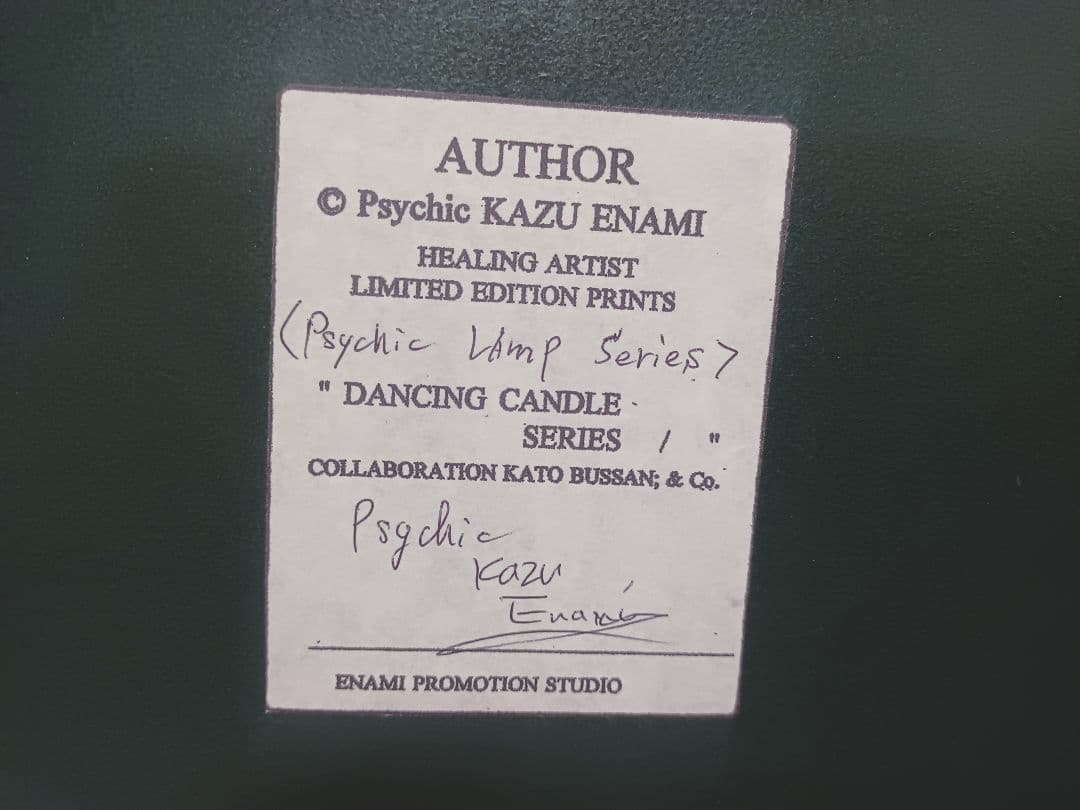 AUTHOR
© Psychic KAZU ENAMI
HEALING ARTIST
LIMITED EDITION PRINTS
<Psychic LAmp Series>
" DANCING CANDLE
SERIES / "
COLLABORATION KATO BUSSAN; & Co.
Psychic
Kazu
Enami
ENAMI PROMOTION STUDIO